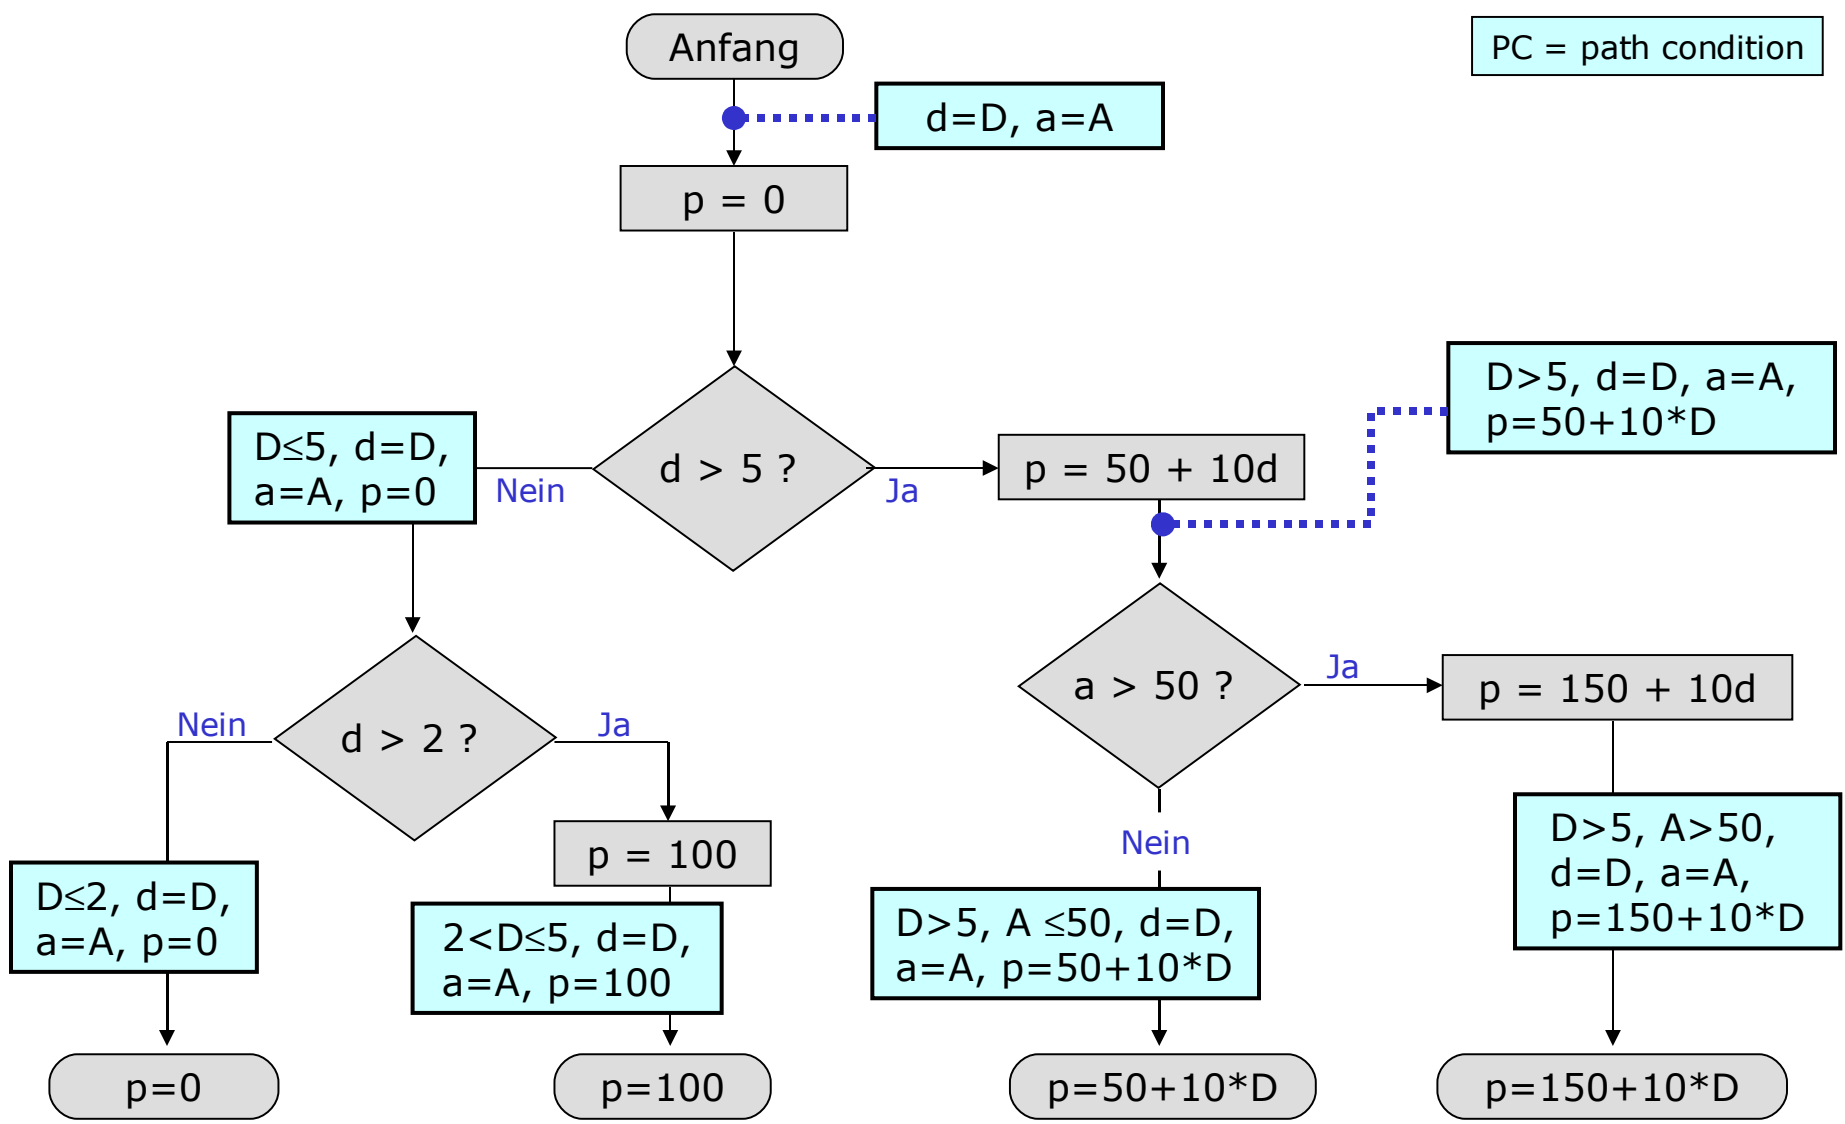 Anfang
PC = path condition
d=D, a=A
p = 0
D>5, d=D, a=A,
p=50+10*D
D≤5, d=D,
a=A, p=0
Nein
d > 5 ?
Ja
p = 50 + 10d
Nein
d > 2 ?
Ja
a > 50 ?
Ja
p = 150 + 10d
p = 100
Nein
D≤2, d=D,
a=A, p=0
2<D≤5, d=D,
a=A, p=100
D>5, A ≤50, d=D,
a=A, p=50+10*D
D>5, A>50,
d=D, a=A,
p=150+10*D
p=0
p=100
p=50+10*D
p=150+10*D